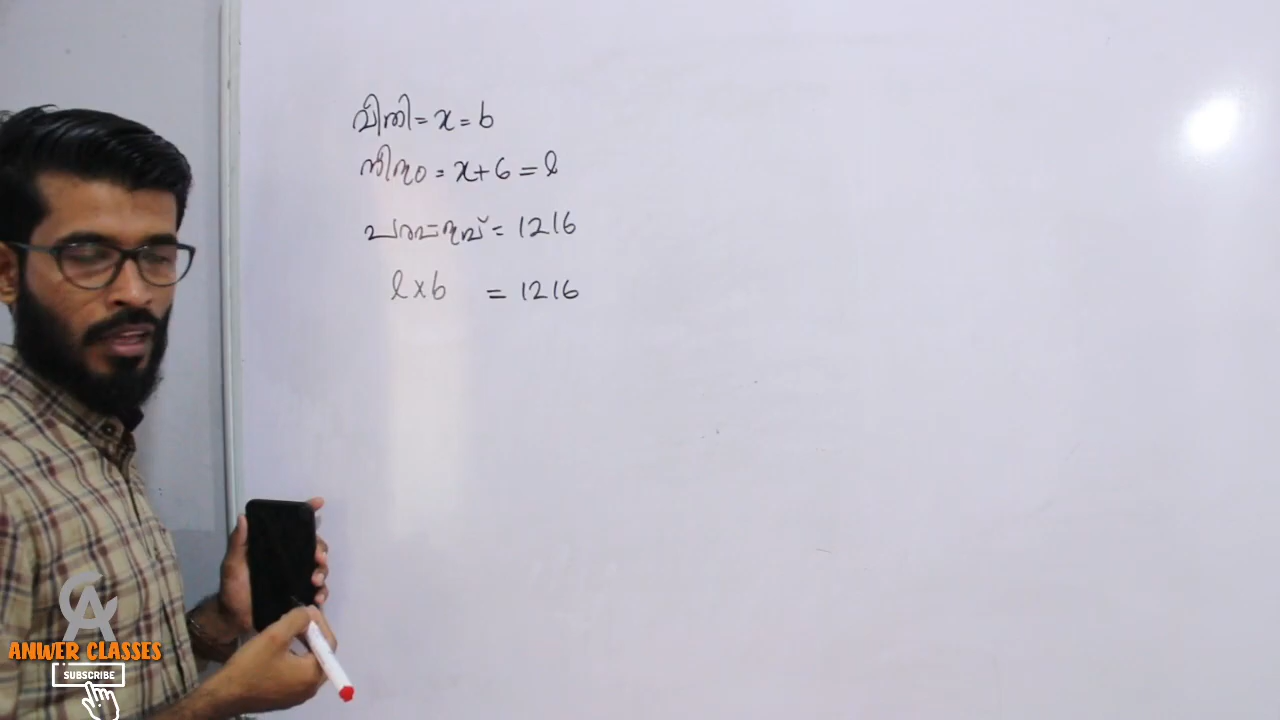 വീതി = x = b
നീളം = x+6 = l
പരപ്പളവ് = 1216
l x b = 1216
ANWER CLASSES
SUBSCRIBE